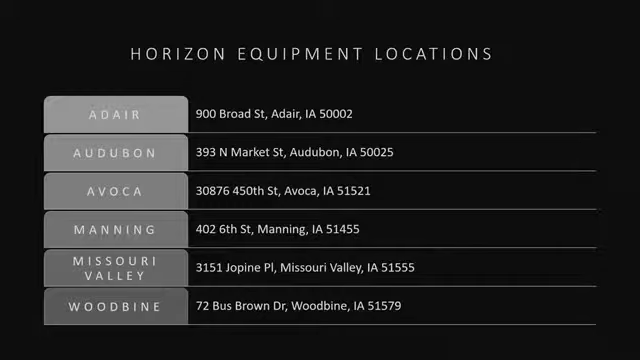 HORIZON EQUIPMENT LOCATIONS
ADAIR 900 Broad St, Adair, IA 50002
AUDUBON 393 N Market St, Audubon, IA 50025
AVOCA 30876 450th St, Avoca, IA 51521
MANNING 402 6th St, Manning, IA 51455
MISSOURI
VALLEY 3151 Jopine Pl, Missouri Valley, IA 51555
WOODBINE 72 Bus Brown Dr, Woodbine, IA 51579